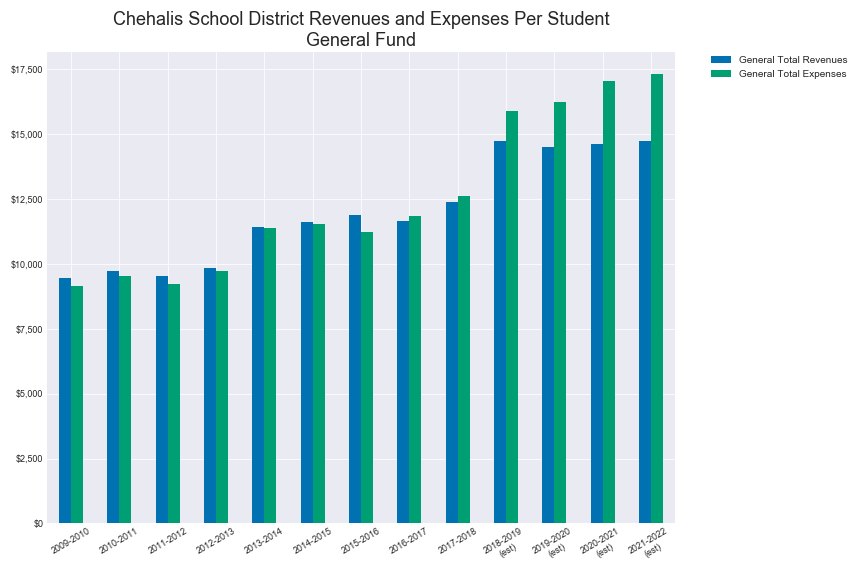 Chehalis School District Revenues and Expenses Per Student
General Fund
General Total Revenues
General Total Expenses
$17,500
$15,000
$12,500
$10,000
$7,500
$5,000
$2,500
$0
2009-2010
2010-2011
2011-2012
2012-2013
2013-2014
2014-2015
2015-2016
2016-2017
2017-2018
2018-2019
(est)
2019-2020
(est)
2020-2021
(est)
2021-2022
(est)